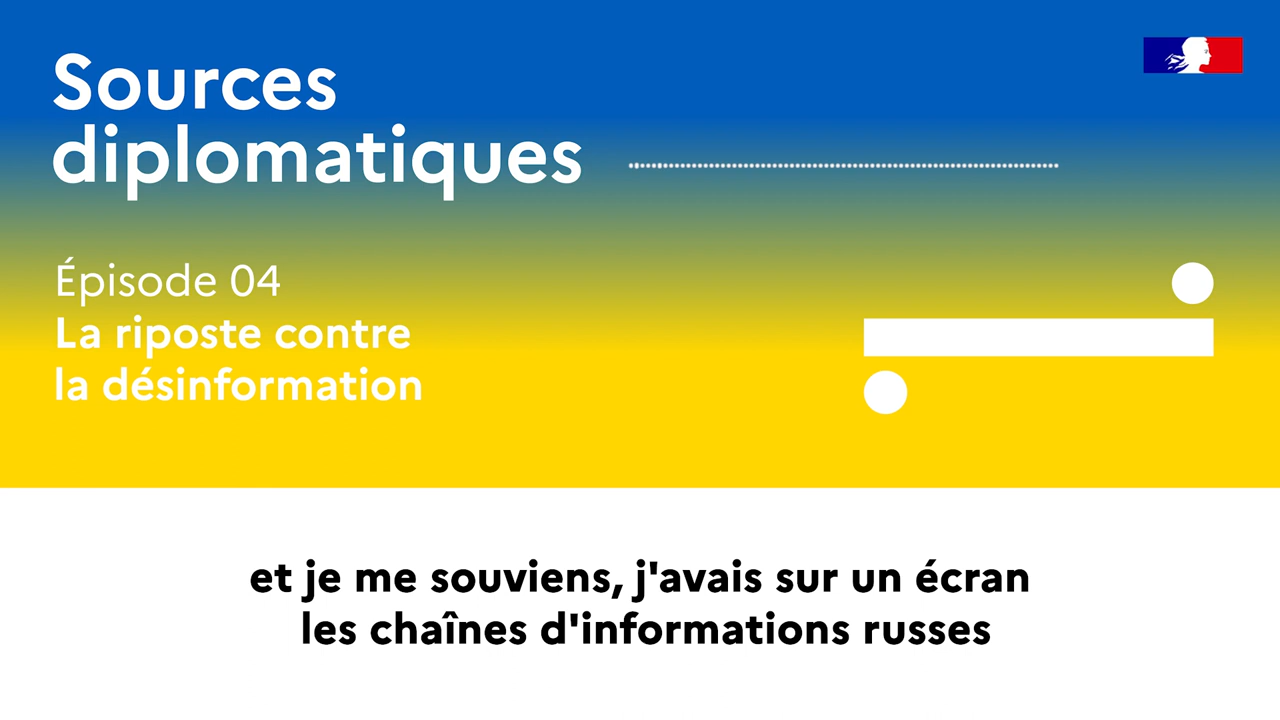 Sources
diplomatiques
Épisode 04
La riposte contre
la désinformation
et je me souviens, j'avais sur un écran
les chaînes d'informations russes